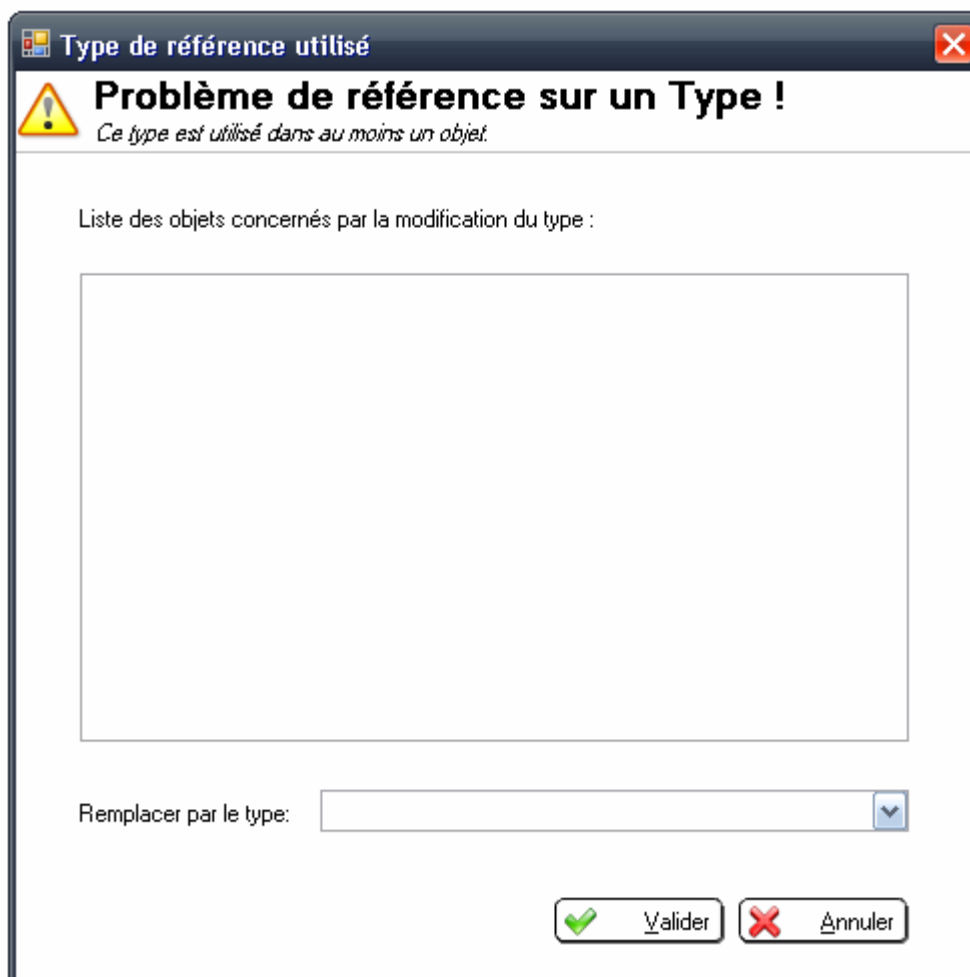 Type de référence utilisé
Problème de référence sur un Type !
Ce type est utilisé dans au moins un objet.
Liste des objets concernés par la modification du type :
Remplacer par le type:
Valider Annuler